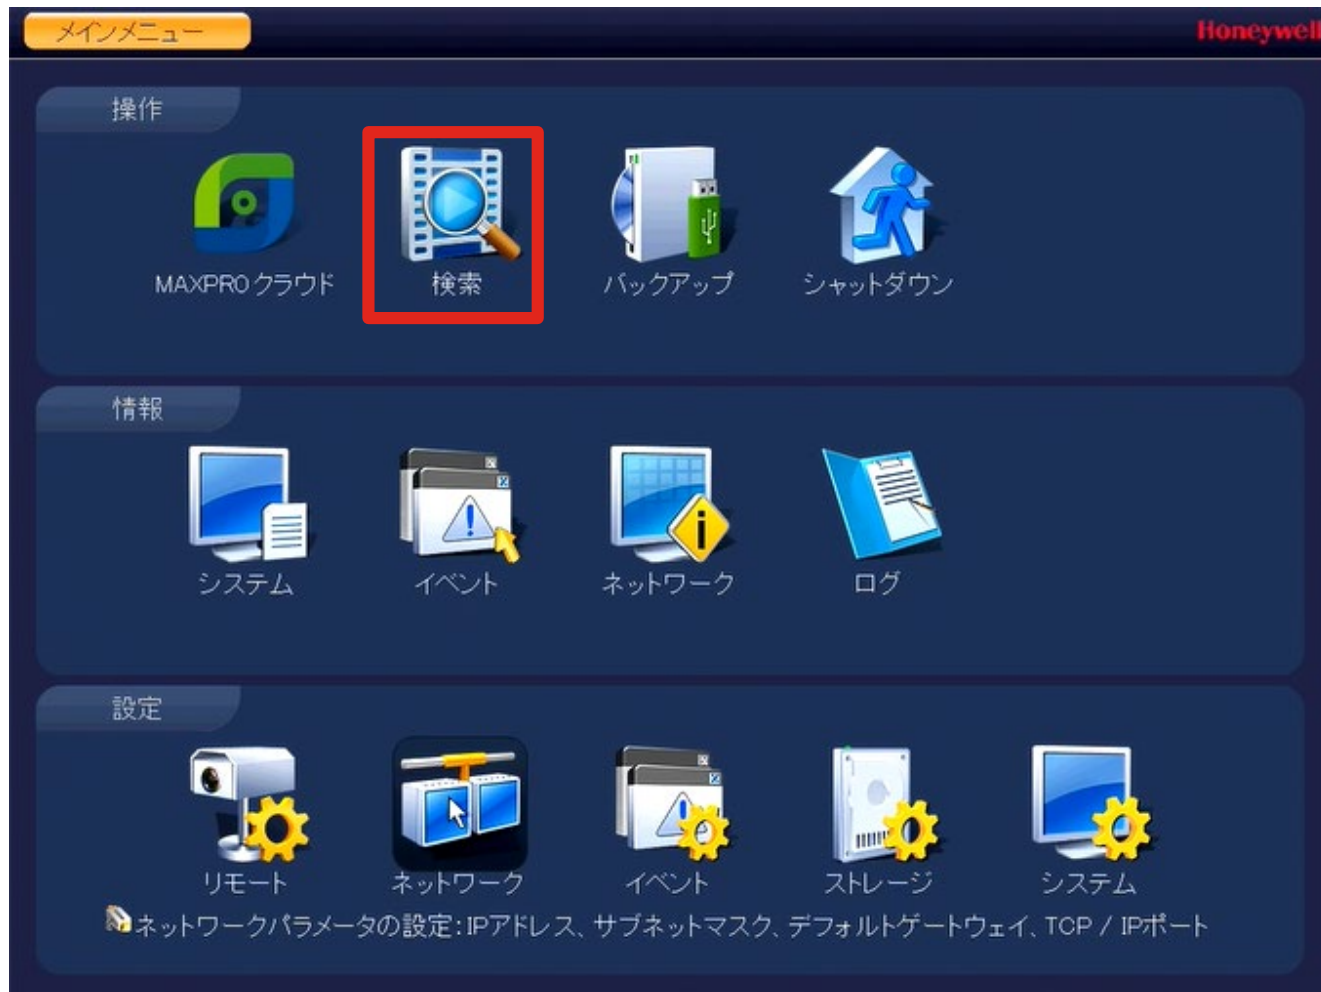 メインメニュー
Honeywell
操作
MAXPRO クラウド
検索
バックアップ
シャットダウン
情報
システム
イベント
ネットワーク
ログ
設定
リモート
ネットワーク
イベント
ストレージ
システム
ネットワークパラメータの設定:IPアドレス、サブネットマスク、デフォルトゲートウェイ、TCP / IPポート